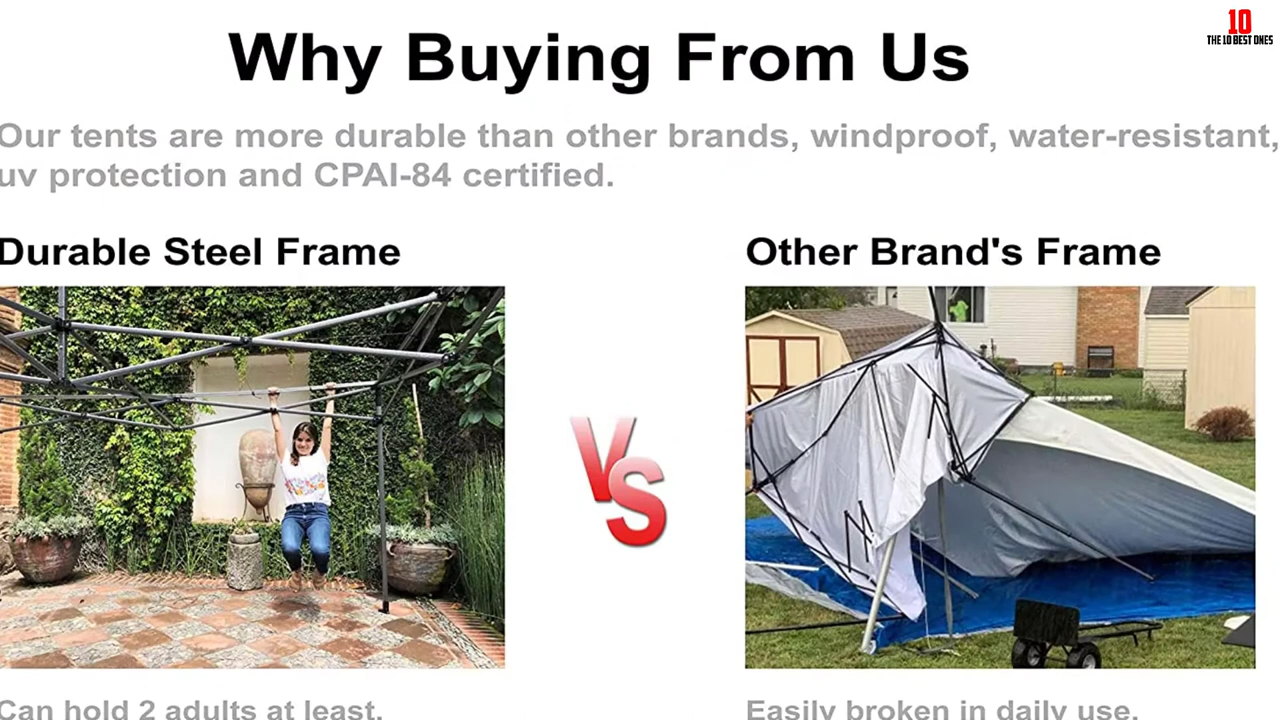 10
THE 10 BEST ONES
Why Buying From Us
Our tents are more durable than other brands, windproof, water-resistant,
uv protection and CPAI-84 certified.
Durable Steel Frame
Other Brand's Frame
VS
Can hold 2 adults at least.
Easily broken in daily use.